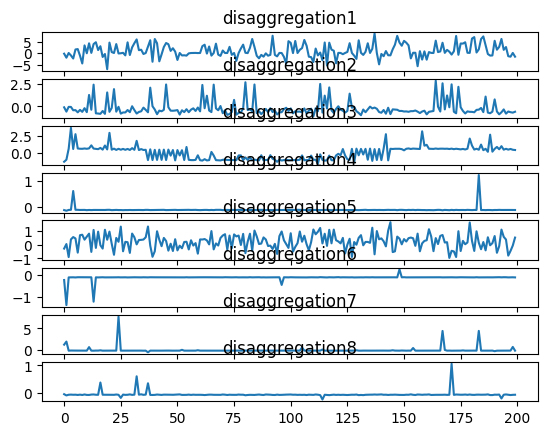 disaggregation1
5
0
−5
disaggregation2
2.5
0.0
disaggregation3
2.5
0.0
disaggregation4
1
0
disaggregation5
1
0
−1
disaggregation6
0
−1
disaggregation7
5
0
disaggregation8
1
0
0 25 50 75 100 125 150 175 200